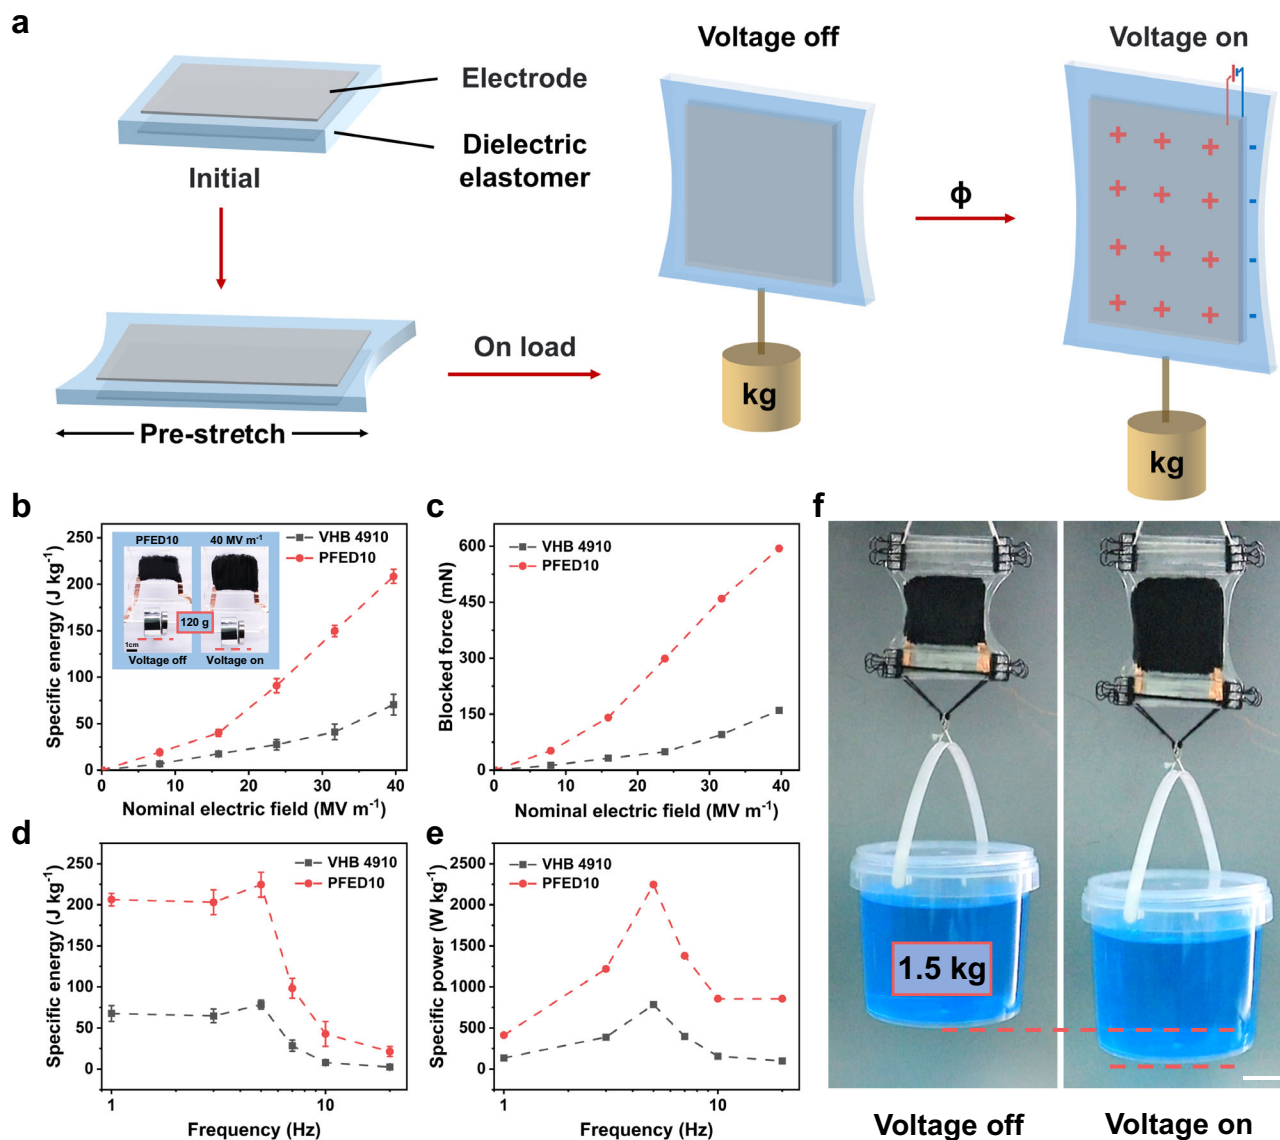 a
Electrode
Dielectric
elastomer
Initial
Pre-stretch
On load
Voltage off
kg
ϕ
Voltage on
+ + +
+ + +
+ + +
+ + +
-
-
-
-
kg
b
Specific energy (J kg⁻¹)
250
200
150
100
50
0
0 10 20 30 40
Nominal electric field (MV m⁻¹)
VHB 4910
PFED10
PFED10
40 MV m⁻¹
120 g
1cm
Voltage off
Voltage on
c
Blocked force (mN)
600
450
300
150
0
0 10 20 30 40
Nominal electric field (MV m⁻¹)
VHB 4910
PFED10
d
Specific energy (J kg⁻¹)
250
200
150
100
50
0
1 10
Frequency (Hz)
VHB 4910
PFED10
e
Specific power (W kg⁻¹)
2500
2000
1500
1000
500
0
1 10
Frequency (Hz)
VHB 4910
PFED10
f
1.5 kg
Voltage off
Voltage on